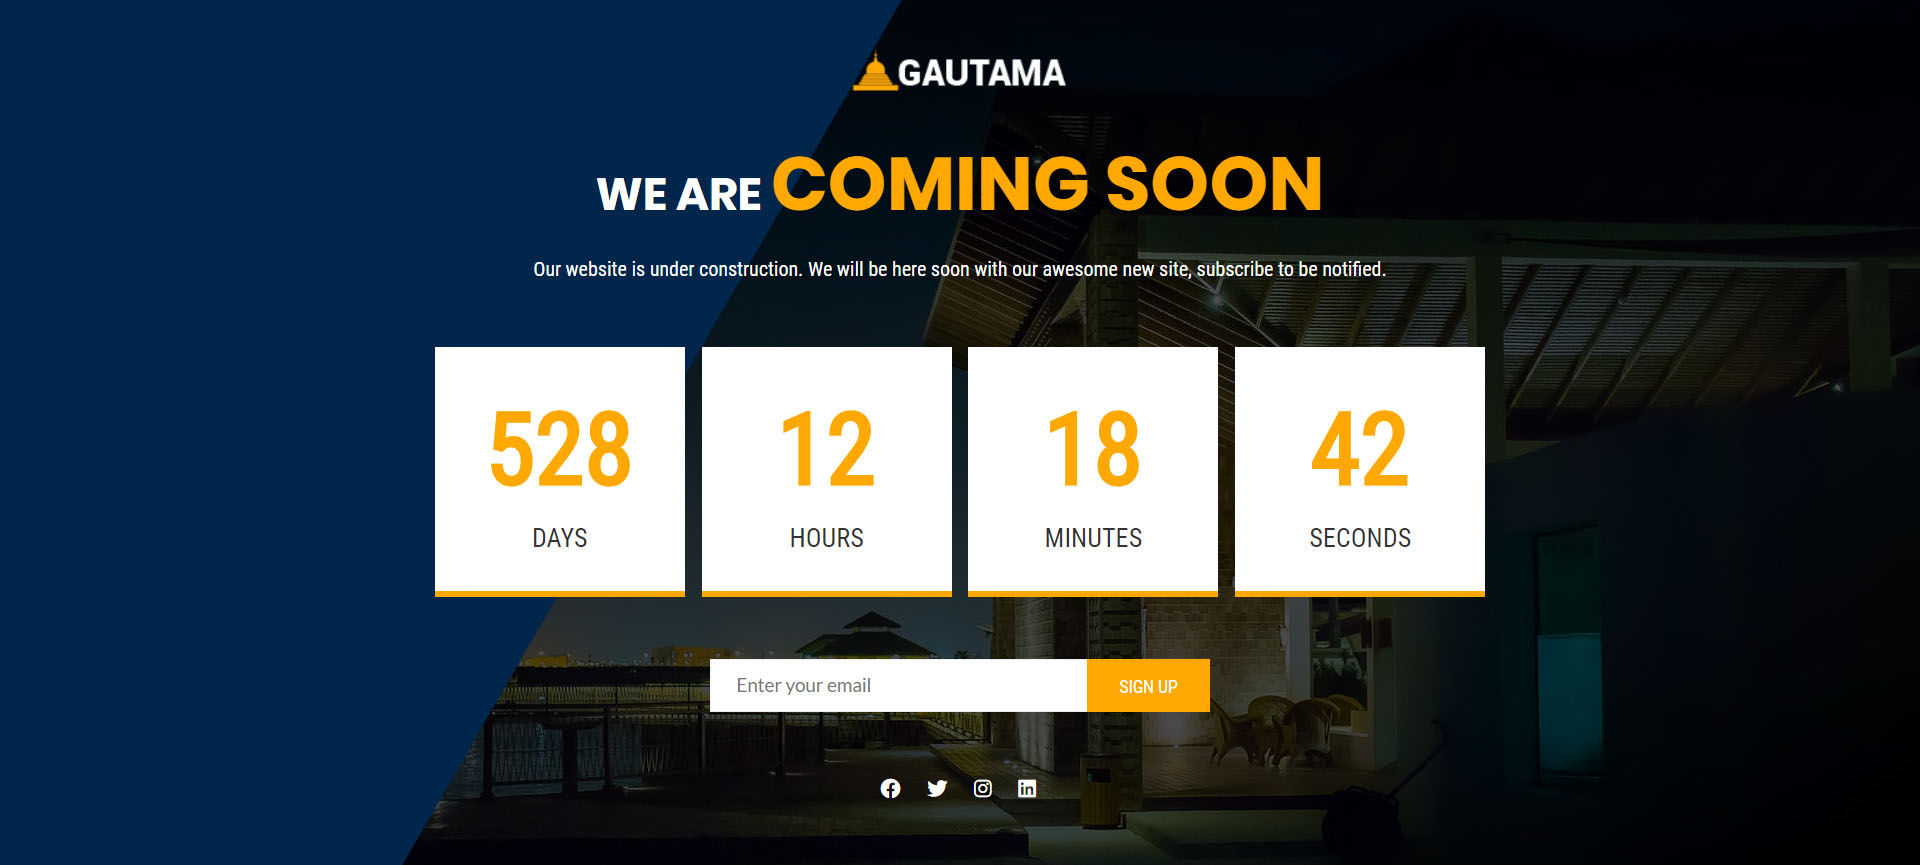 GAUTAMA
WE ARE COMING SOON
Our website is under construction. We will be here soon with our awesome new site, subscribe to be notified.
528 12 18 42
DAYS HOURS MINUTES SECONDS
Enter your email SIGN UP